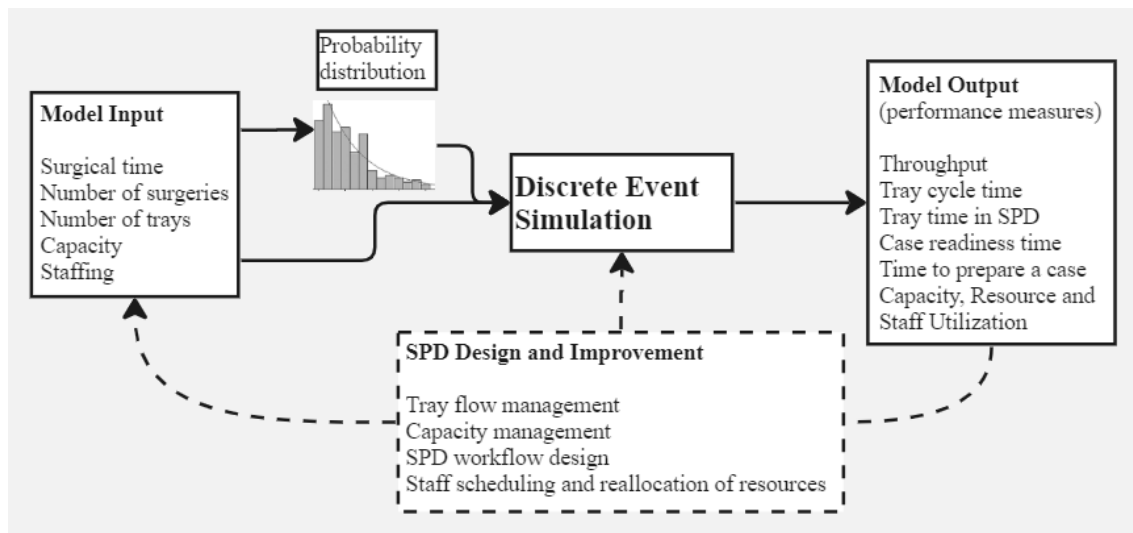 Probability
distribution
Model Input
Surgical time
Number of surgeries
Number of trays
Capacity
Staffing
Discrete Event
Simulation
Model Output
(performance measures)
Throughput
Tray cycle time
Tray time in SPD
Case readiness time
Time to prepare a case
Capacity, Resource and
Staff Utilization
SPD Design and Improvement
Tray flow management
Capacity management
SPD workflow design
Staff scheduling and reallocation of resources